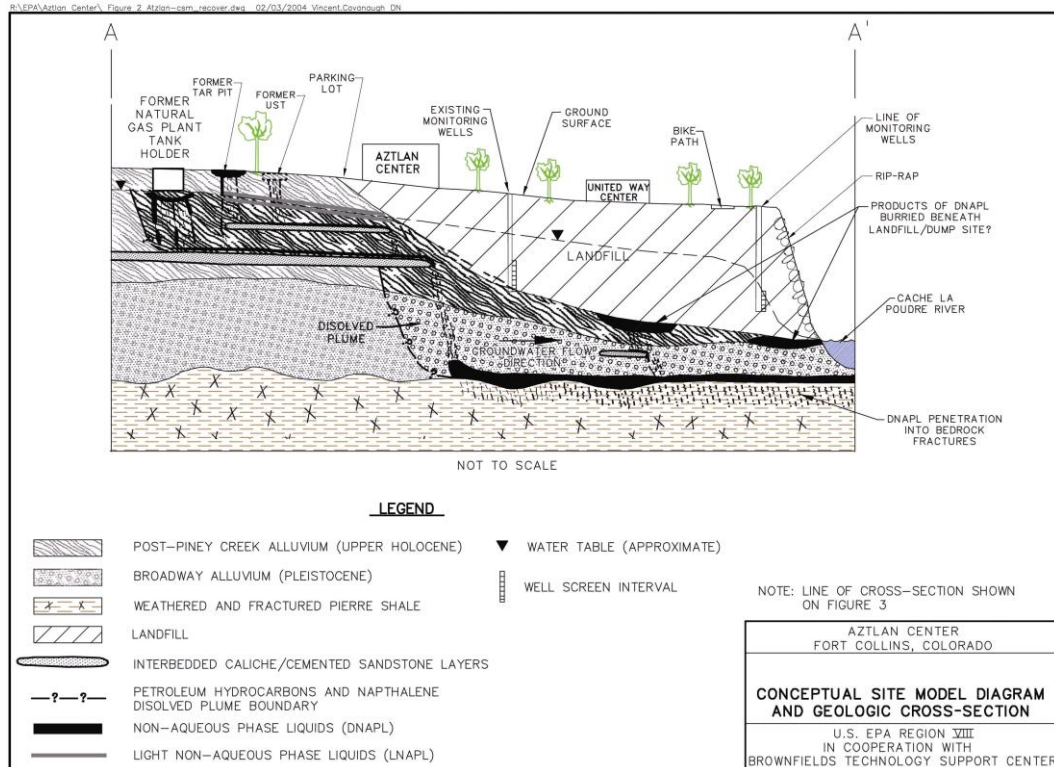 R:\EPA\Aztlan Center\ Figure 2 Atzlan-csm_recover.dwg 02/03/2004 Vincent.Cavanaugh DN
A
A'
FORMER
TAR PIT
FORMER
UST
PARKING
LOT
FORMER
NATURAL
GAS PLANT
TANK
HOLDER
EXISTING
MONITORING
WELLS
GROUND
SURFACE
BIKE
PATH
LINE OF
MONITORING
WELLS
AZTLAN
CENTER
UNITED WAY
CENTER
RIP-RAP
PRODUCTS OF DNAPL
BURRIED BENEATH
LANDFILL/DUMP SITE?
LANDFILL
CACHE LA
POUDRE RIVER
DISOLVED
PLUME
GROUNDWATER FLOW
DIRECTION
DNAPL PENETRATION
INTO BEDROCK
FRACTURES
NOT TO SCALE
LEGEND
POST-PINEY CREEK ALLUVIUM (UPPER HOLOCENE)
BROADWAY ALLUVIUM (PLEISTOCENE)
WEATHERED AND FRACTURED PIERRE SHALE
LANDFILL
INTERBEDDED CALICHE/CEMENTED SANDSTONE LAYERS
—?—?— PETROLEUM HYDROCARBONS AND NAPTHALENE
DISOLVED PLUME BOUNDARY
NON-AQUEOUS PHASE LIQUIDS (DNAPL)
LIGHT NON-AQUEOUS PHASE LIQUIDS (LNAPL)
WATER TABLE (APPROXIMATE)
WELL SCREEN INTERVAL
NOTE: LINE OF CROSS-SECTION SHOWN
ON FIGURE 3
AZTLAN CENTER
FORT COLLINS, COLORADO
CONCEPTUAL SITE MODEL DIAGRAM
AND GEOLOGIC CROSS-SECTION
U.S. EPA REGION VIII
IN COOPERATION WITH
BROWNFIELDS TECHNOLOGY SUPPORT CENTER